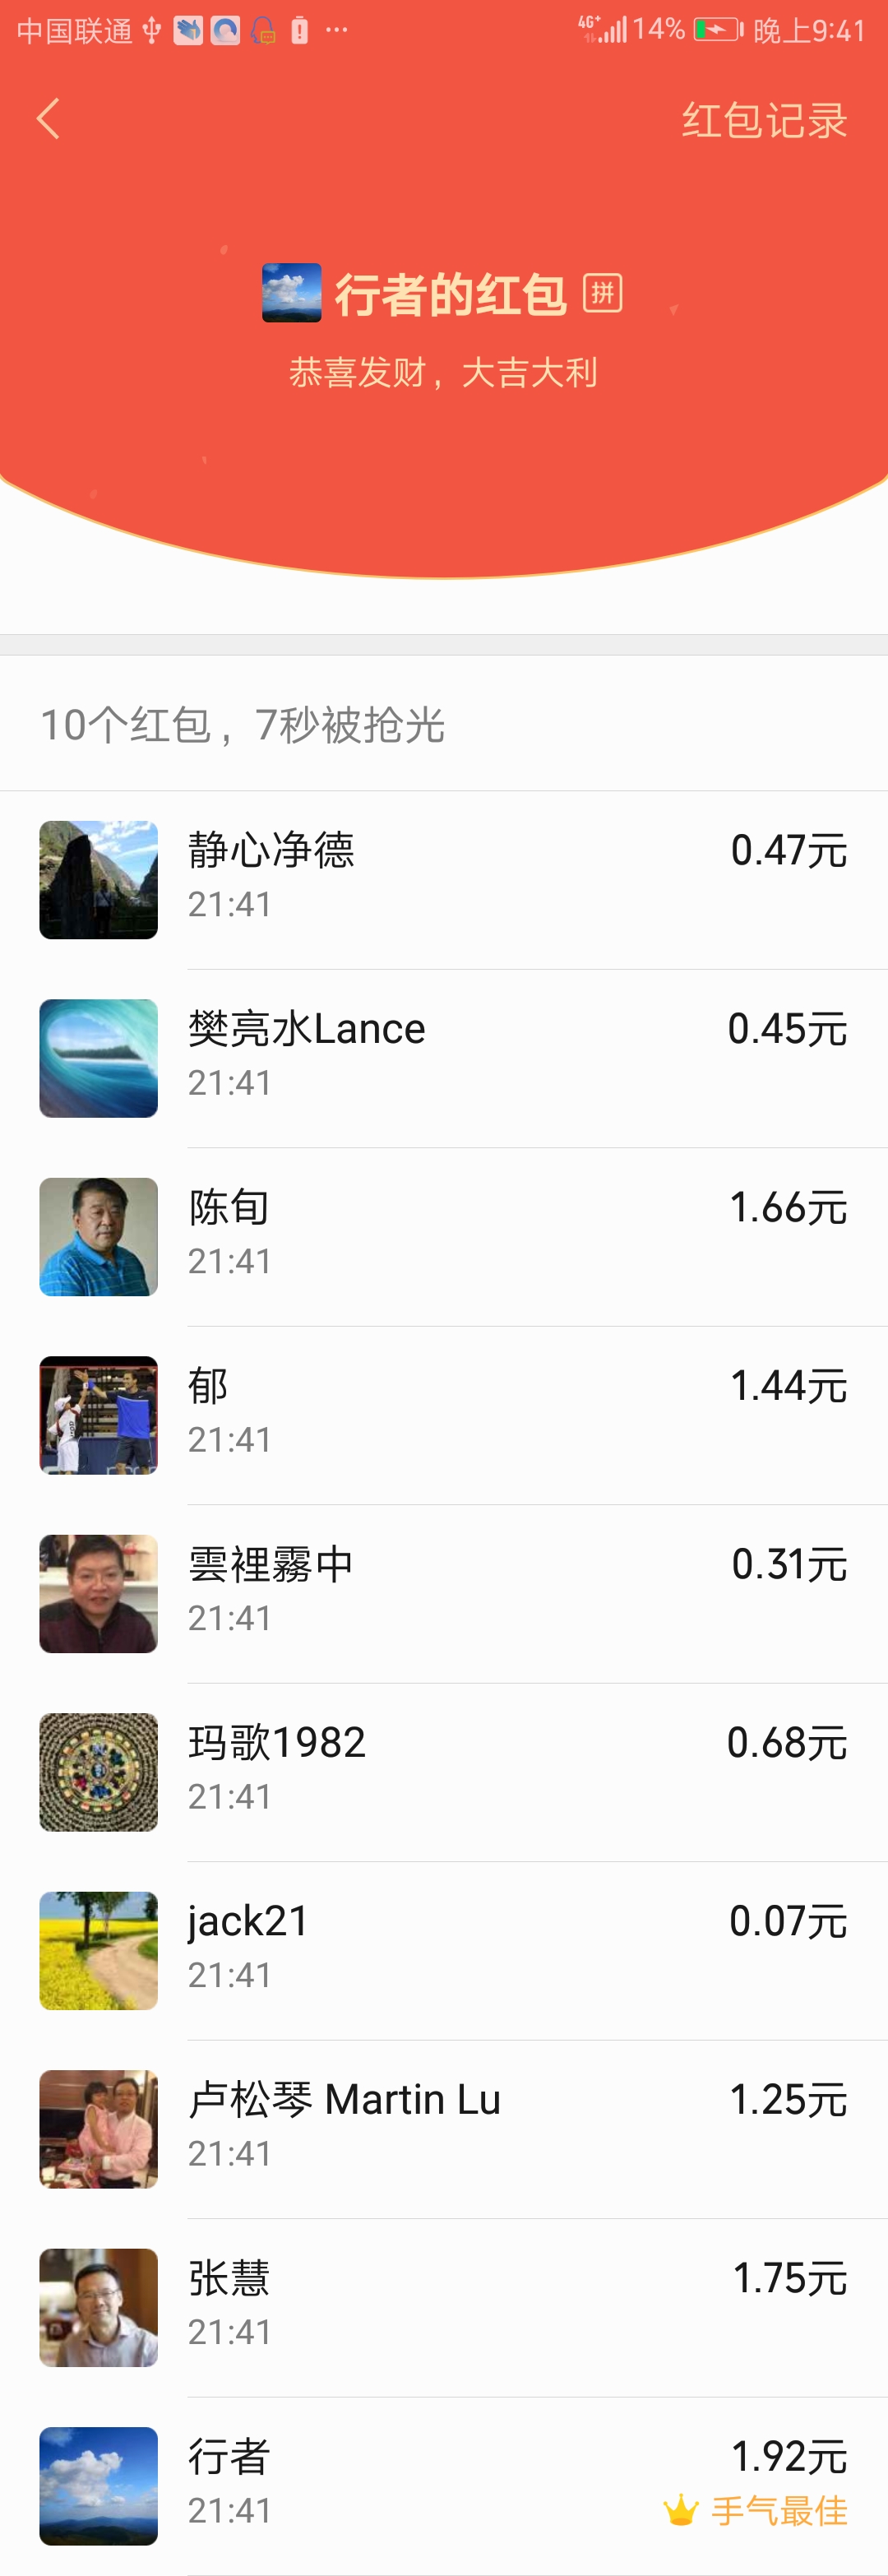 中国联通 4G+ 14% 晚上9:41
红包记录
行者的红包 拼
恭喜发财，大吉大利
10个红包，7秒被抢光
静心净德 0.47元
21:41
樊亮水Lance 0.45元
21:41
陈旬 1.66元
21:41
郁 1.44元
21:41
雲裡霧中 0.31元
21:41
玛歌1982 0.68元
21:41
jack21 0.07元
21:41
卢松琴 Martin Lu 1.25元
21:41
张慧 1.75元
21:41
行者 1.92元
21:41 手气最佳